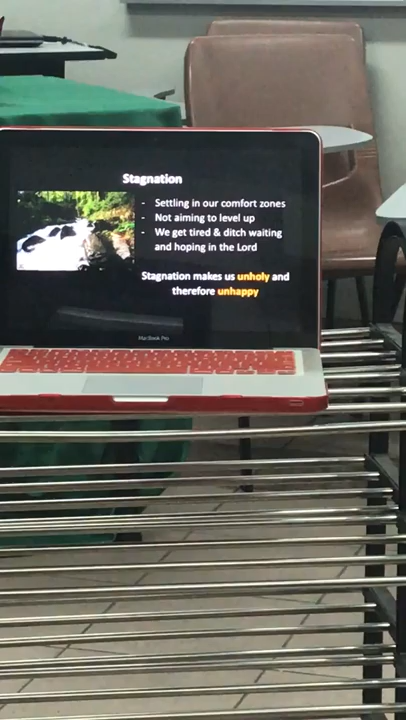 Stagnation
- Settling in our comfort zones
- Not aiming to level up
- We get tired & ditch waiting
and hoping in the Lord
Stagnation makes us unholy and
therefore unhappy
MacBook Pro